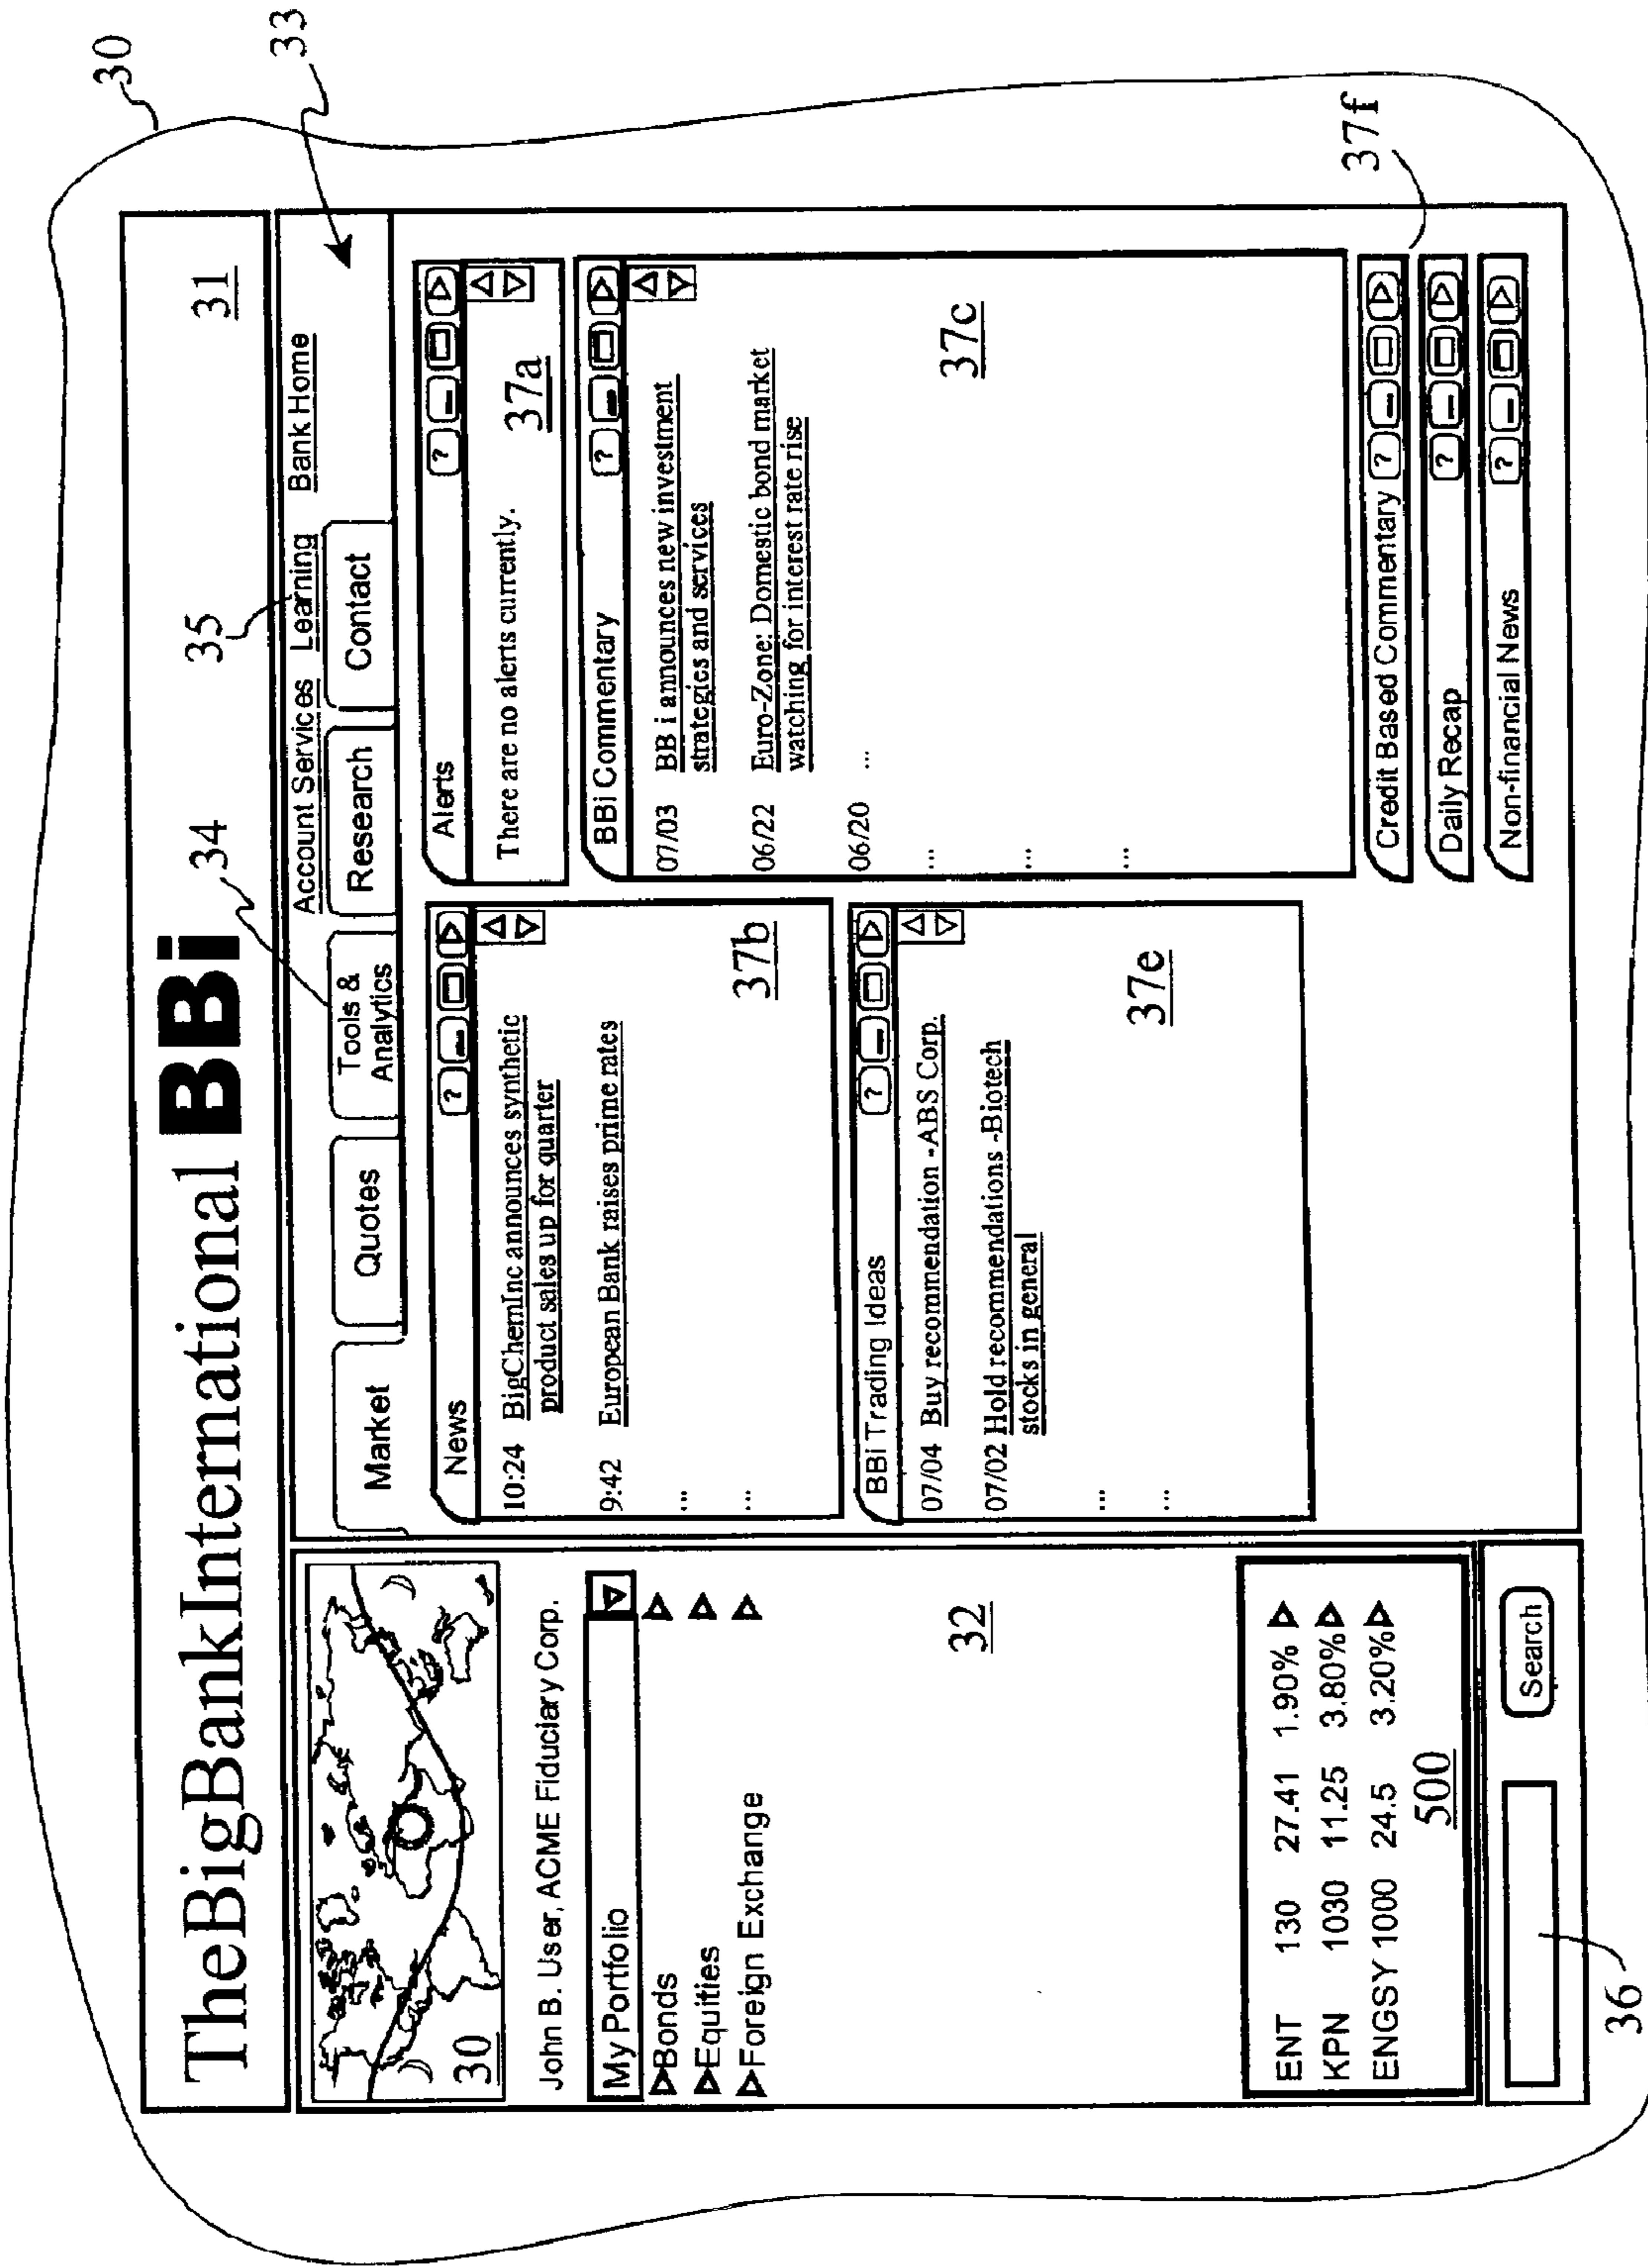 30
33
TheBigBankInternational BBi
31
34
35
Account Services Learning Bank Home
Market
Quotes
Tools &
Analytics
Research
Contact
30
John B. User, ACME Fiduciary Corp.
My Portfolio
Bonds
Equities
Foreign Exchange
32
ENT 130 27.41 1.90%
KPN 1030 11.25 3.80%
ENGSY 1000 24.5 3.20%
500
Search
36
News ?
10:24 BigChemInc announces synthetic
product sales up for quarter
9:42 European Bank raises prime rates
...
...
37b
BBi Trading Ideas ?
07/04 Buy recommendation -ABS Corp.
07/02 Hold recommendations -Biotech
stocks in general
...
...
37e
Alerts ?
There are no alerts currently.
37a
BBi Commentary ?
07/03 BB i announces new investment
strategies and services
06/22 Euro-Zone: Domestic bond market
watching for interest rate rise
06/20 ...
...
...
...
37c
Credit Based Commentary ?
37f
Daily Recap ?
Non-financial News ?